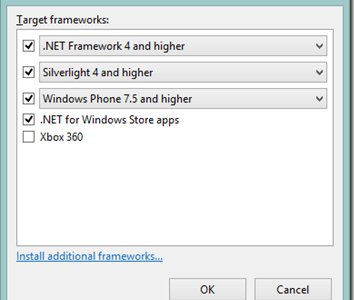 Target frameworks:
.NET Framework 4 and higher
Silverlight 4 and higher
Windows Phone 7.5 and higher
.NET for Windows Store apps
Xbox 360
Install additional frameworks...
OK Cancel